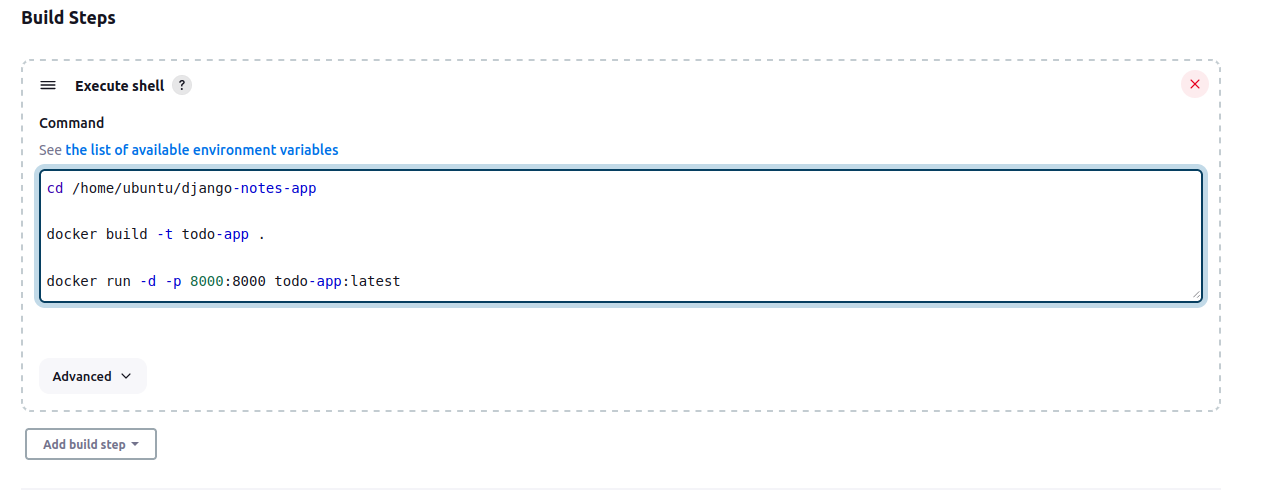 Build Steps
Execute shell ?
Command
See the list of available environment variables
cd /home/ubuntu/django-notes-app
docker build -t todo-app .
docker run -d -p 8000:8000 todo-app:latest
Advanced
Add build step